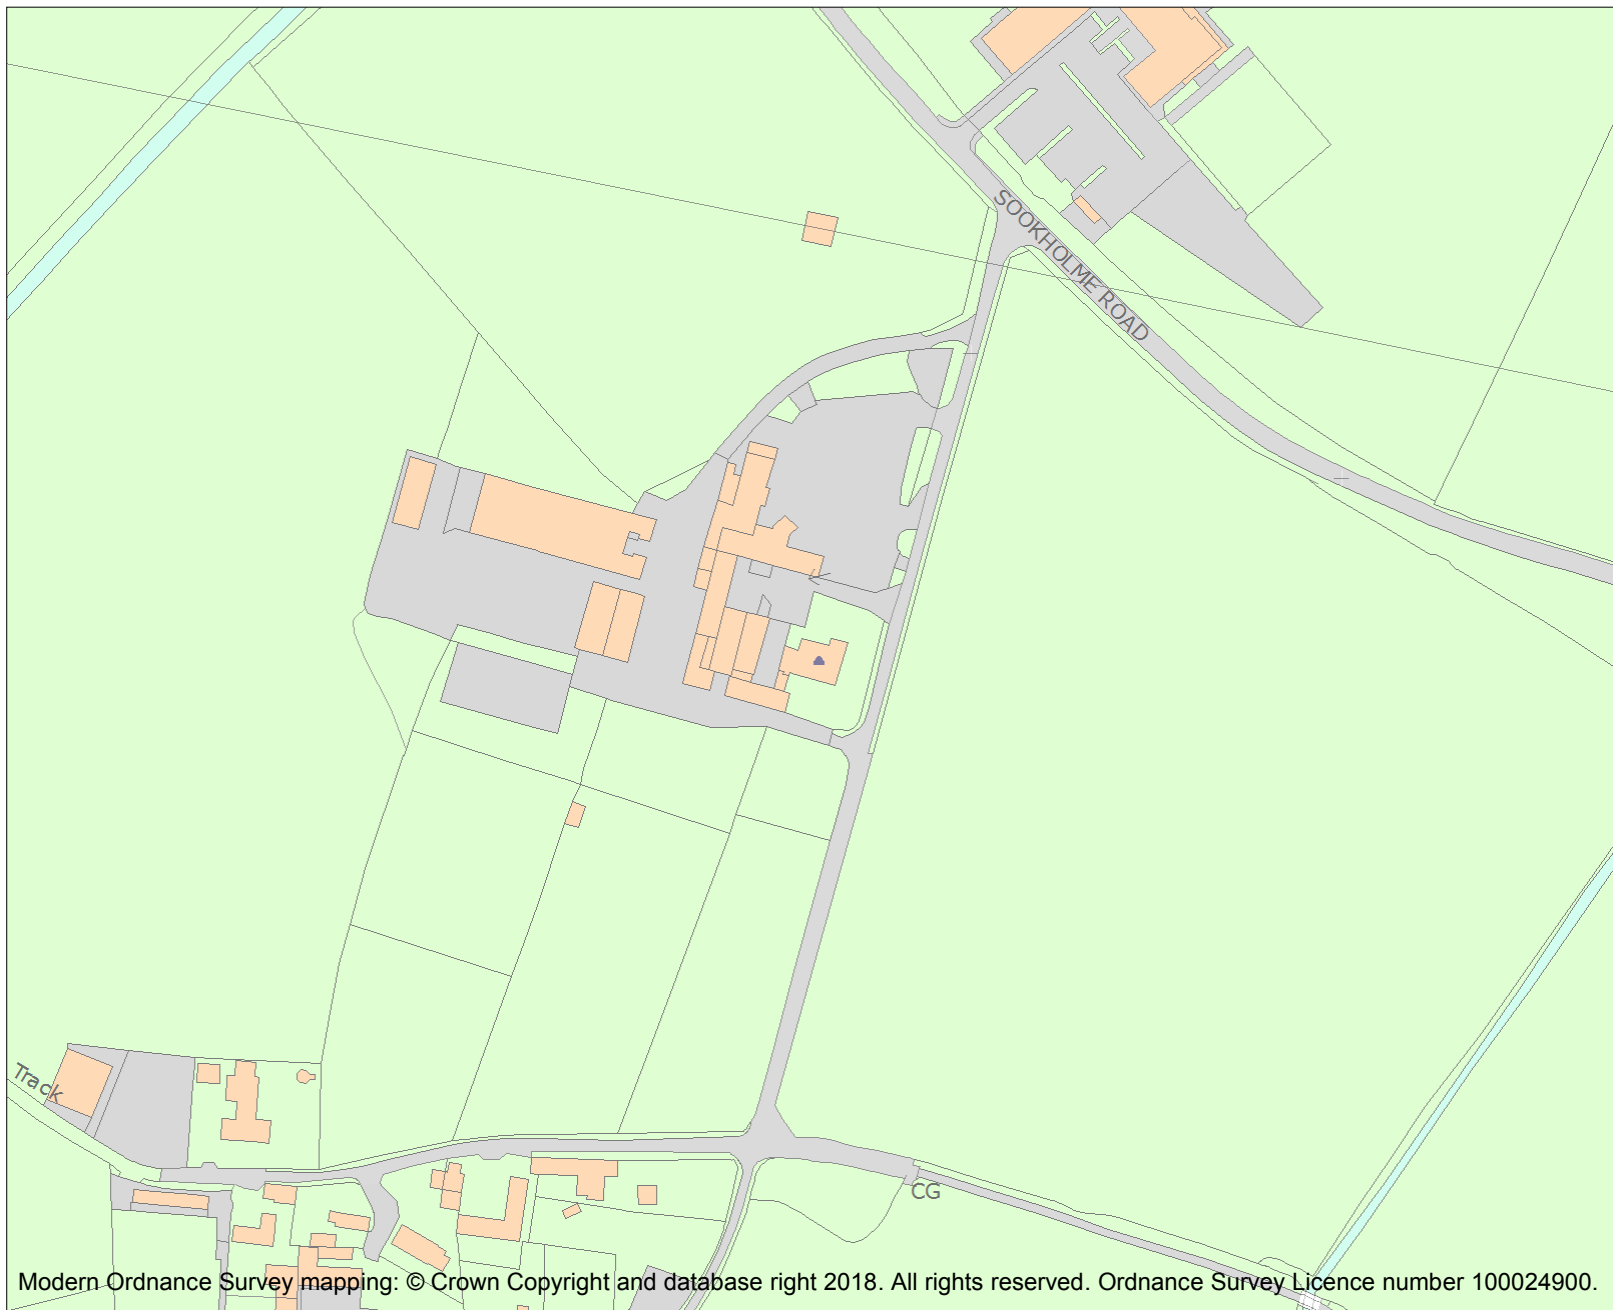 SOOKHOLME ROAD
Track
CG
Modern Ordnance Survey mapping: © Crown Copyright and database right 2018. All rights reserved. Ordnance Survey Licence number 100024900.